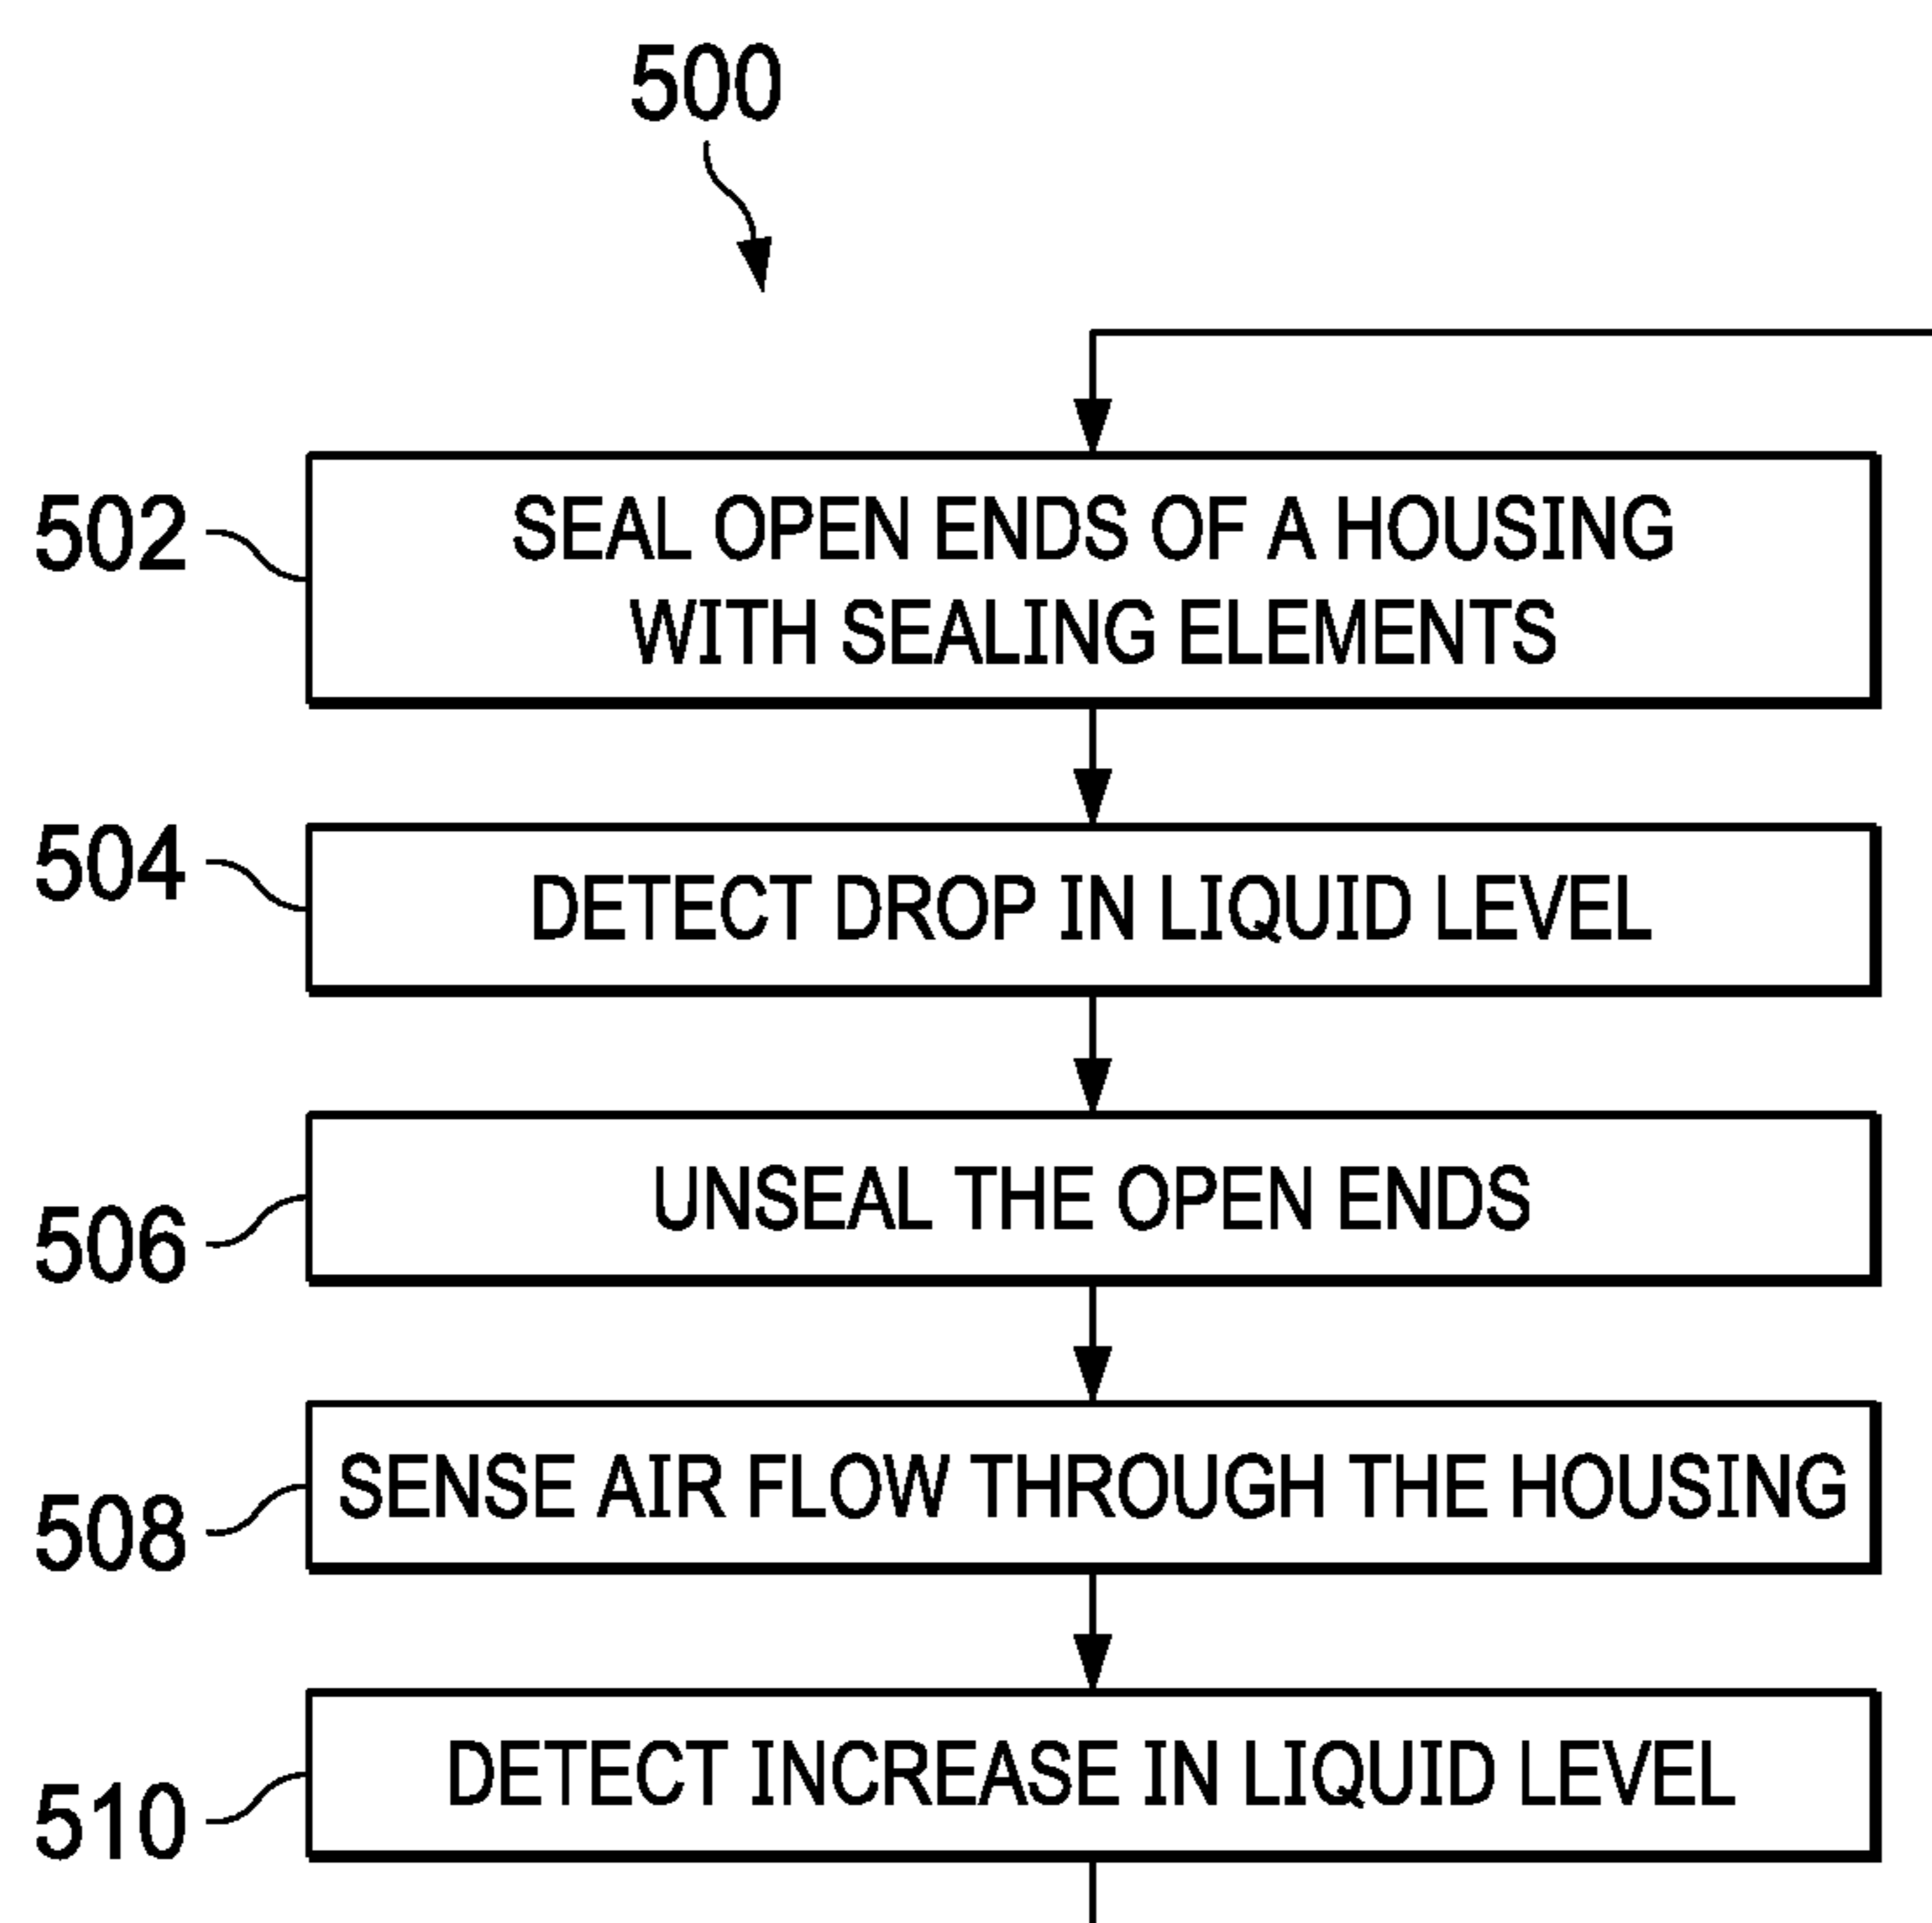 500
502
SEAL OPEN ENDS OF A HOUSING
WITH SEALING ELEMENTS
504
DETECT DROP IN LIQUID LEVEL
506
UNSEAL THE OPEN ENDS
508
SENSE AIR FLOW THROUGH THE HOUSING
510
DETECT INCREASE IN LIQUID LEVEL